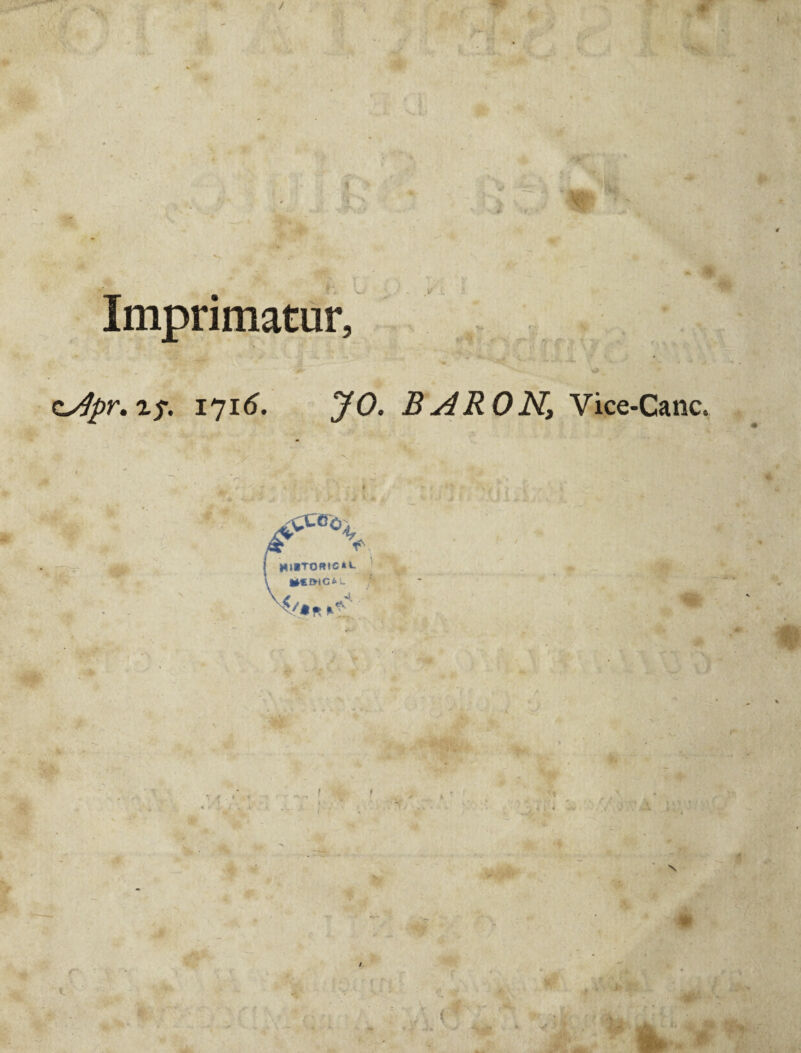 Imprimatur,
Apr. 25. 1716. JO. BARON, Vice-Canc.
HISTORICAL
MEDICAL